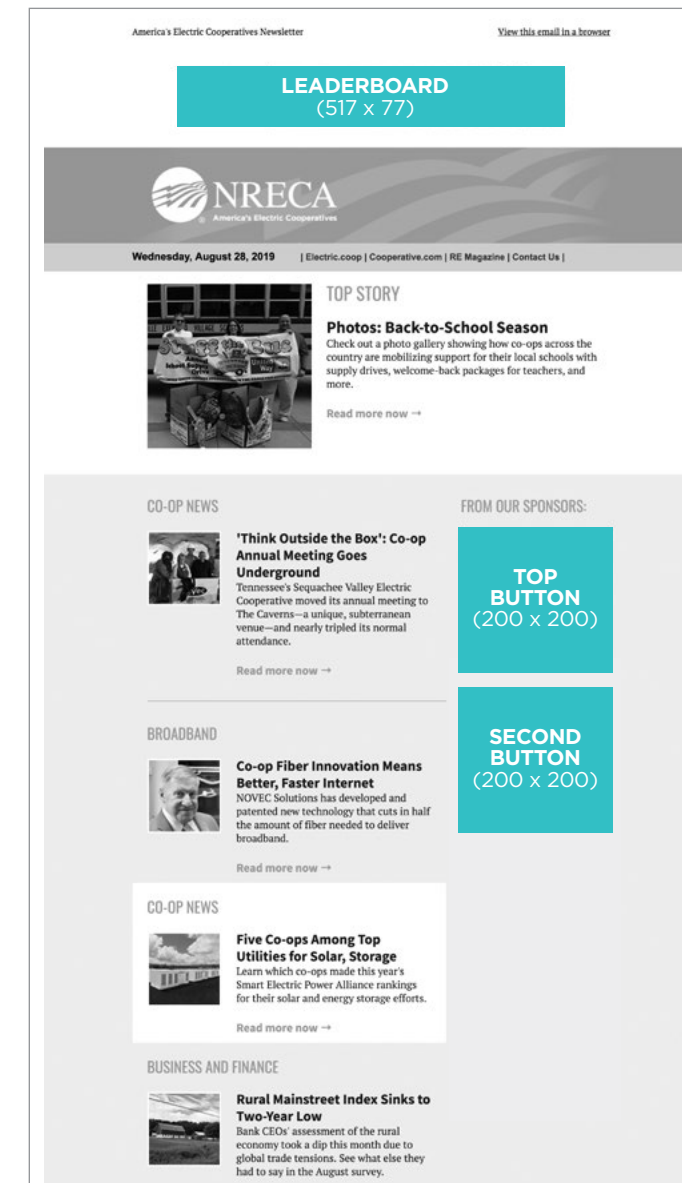 America's Electric Cooperatives Newsletter
View this email in a browser
LEADERBOARD
(517 x 77)
NRECA
America's Electric Cooperatives
Wednesday, August 28, 2019 | Electric.coop | Cooperative.com | RE Magazine | Contact Us |
TOP STORY
Photos: Back-to-School Season
Check out a photo gallery showing how co-ops across the
country are mobilizing support for their local schools with
supply drives, welcome-back packages for teachers, and
more.
Read more now →
CO-OP NEWS
'Think Outside the Box': Co-op
Annual Meeting Goes
Underground
Tennessee's Sequachee Valley Electric
Cooperative moved its annual meeting to
The Caverns—a unique, subterranean
venue—and nearly tripled its normal
attendance.
Read more now →
FROM OUR SPONSORS:
TOP
BUTTON
(200 x 200)
SECOND
BUTTON
(200 x 200)
BROADBAND
Co-op Fiber Innovation Means
Better, Faster Internet
NOVEC Solutions has developed and
patented new technology that cuts in half
the amount of fiber needed to deliver
broadband.
Read more now →
CO-OP NEWS
Five Co-ops Among Top
Utilities for Solar, Storage
Learn which co-ops made this year's
Smart Electric Power Alliance rankings
for their solar and energy storage efforts.
Read more now →
BUSINESS AND FINANCE
Rural Mainstreet Index Sinks to
Two-Year Low
Bank CEOs' assessment of the rural
economy took a dip this month due to
global trade tensions. See what else they
had to say in the August survey.